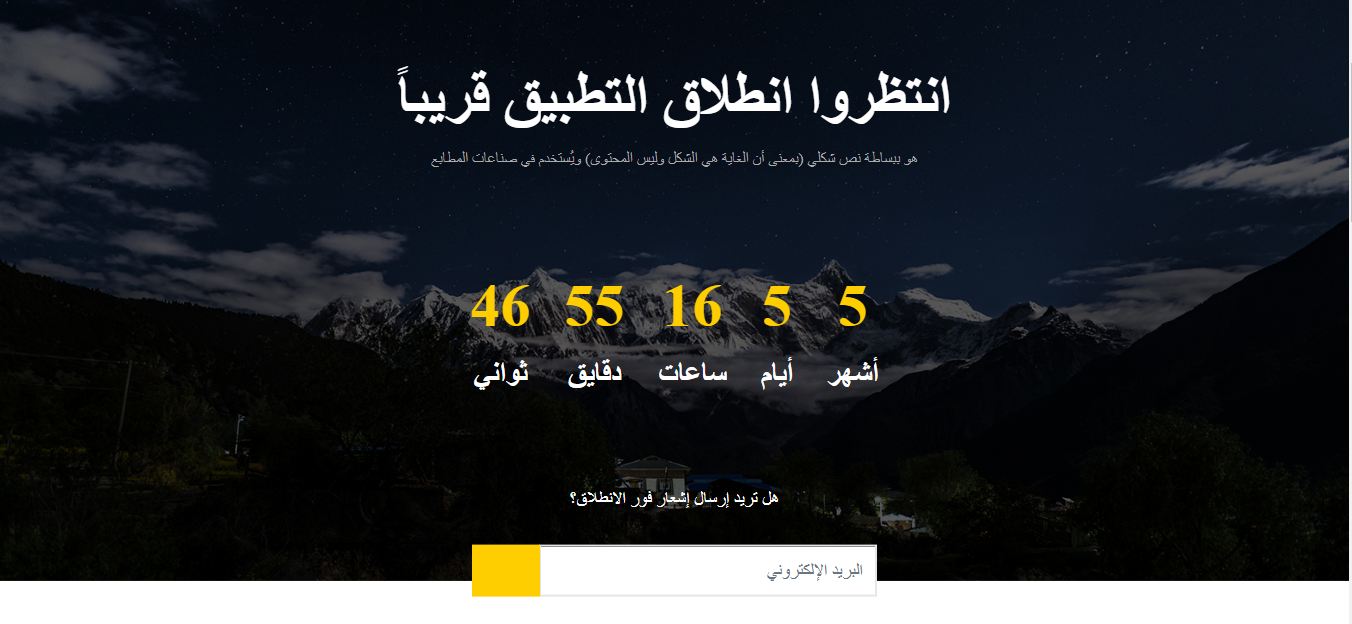 انتظروا انطلاق التطبيق قريباً
هو ببساطة نص شكلي (بمعنى أن الغاية هي الشكل وليس المحتوى) ويُستخدم في صناعات المطابع
5 5 16 55 46
أشهر أيام ساعات دقايق ثواني
هل تريد إرسال إشعار فور الانطلاق؟
البريد الإلكتروني